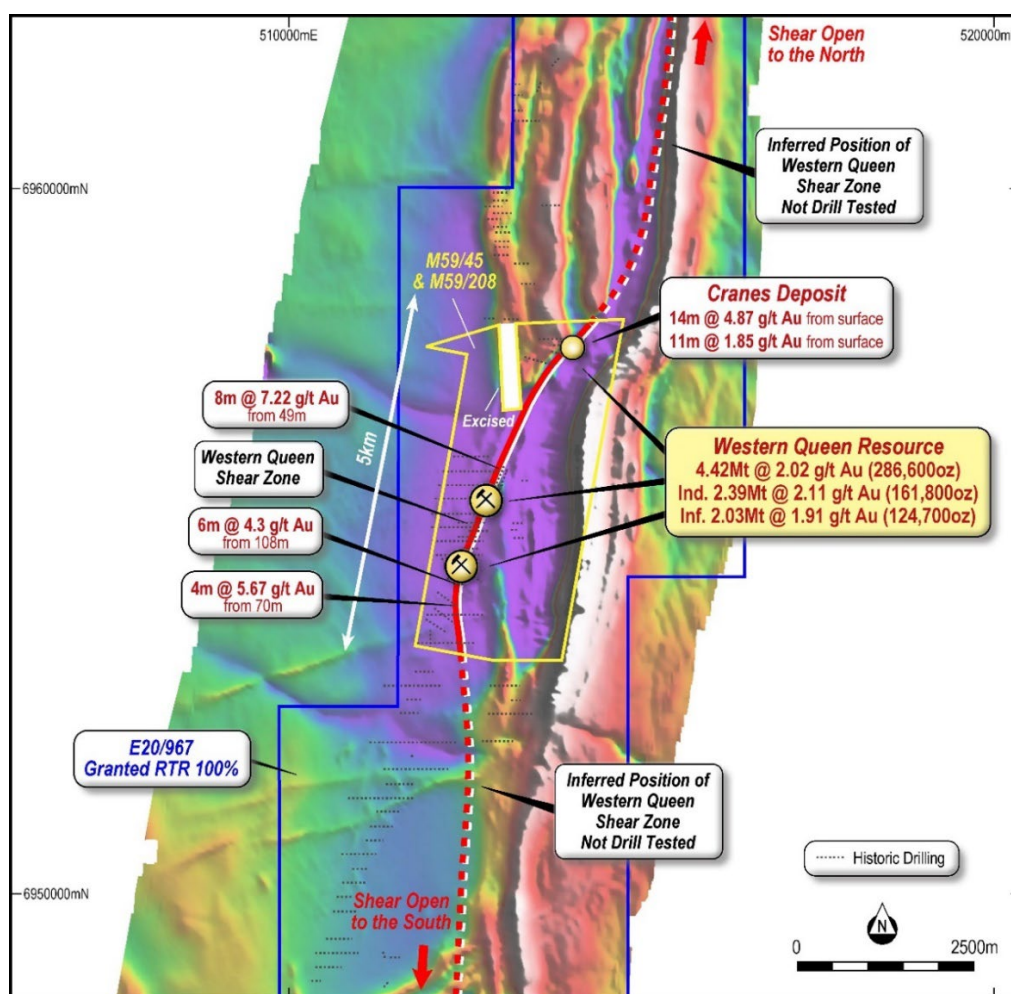 510000mE
520000mE
Shear Open
to the North
Inferred Position of
Western Queen
Shear Zone
Not Drill Tested
6960000mN
M59/45
& M59/208
Cranes Deposit
14m @ 4.87 g/t Au from surface
11m @ 1.85 g/t Au from surface
8m @ 7.22 g/t Au
from 49m
Excised
5km
Western Queen
Shear Zone
Western Queen Resource
4.42Mt @ 2.02 g/t Au (286,600oz)
Ind. 2.39Mt @ 2.11 g/t Au (161,800oz)
Inf. 2.03Mt @ 1.91 g/t Au (124,700oz)
6m @ 4.3 g/t Au
from 108m
4m @ 5.67 g/t Au
from 70m
E20/967
Granted RTR 100%
Inferred Position of
Western Queen
Shear Zone
Not Drill Tested
Historic Drilling
6950000mN
Shear Open
to the South
N
0
2500m